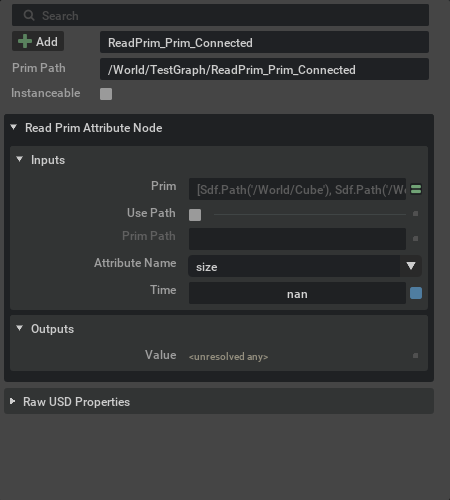 Search
Add
ReadPrim_Prim_Connected
Prim Path
/World/TestGraph/ReadPrim_Prim_Connected
Instanceable
Read Prim Attribute Node
Inputs
Prim
[Sdf.Path('/World/Cube'), Sdf.Path('/Wo
Use Path
Prim Path
Attribute Name
size
Time
nan
Outputs
Value
<unresolved any>
Raw USD Properties